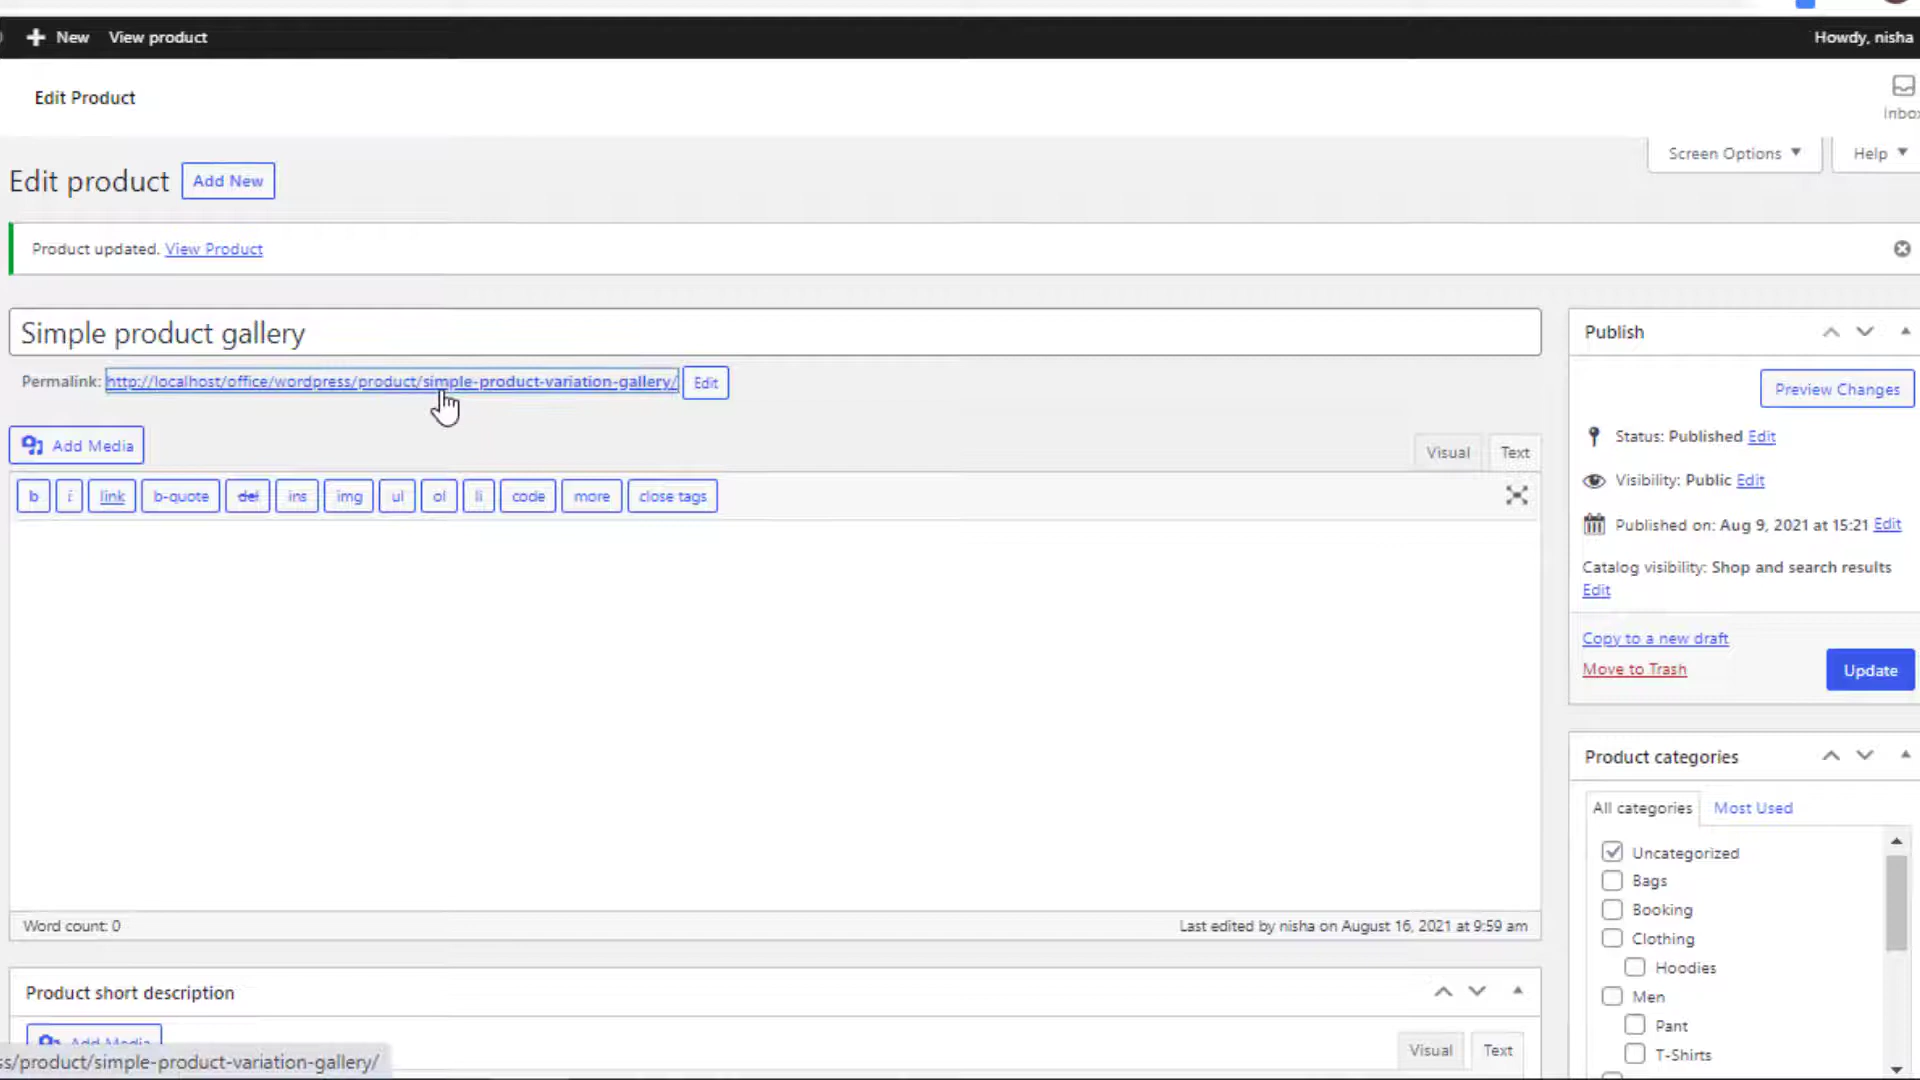 New View product Howdy, nisha
Edit Product
Inbox
Screen Options Help
Edit product Add New
Product updated. View Product
Simple product gallery
Permalink: http://localhost/office/wordpress/product/simple-product-variation-gallery/ Edit
Add Media
Visual Text
b i link b-quote del ins img ul ol li code more close tags
Word count: 0 Last edited by nisha on August 16, 2021 at 9:59 am
Product short description
Add Media
Visual Text
ss/product/simple-product-variation-gallery/
Publish
Preview Changes
Status: Published Edit
Visibility: Public Edit
Published on: Aug 9, 2021 at 15:21 Edit
Catalog visibility: Shop and search results
Edit
Copy to a new draft
Move to Trash
Update
Product categories
All categories Most Used
Uncategorized
Bags
Booking
Clothing
Hoodies
Men
Pant
T-Shirts